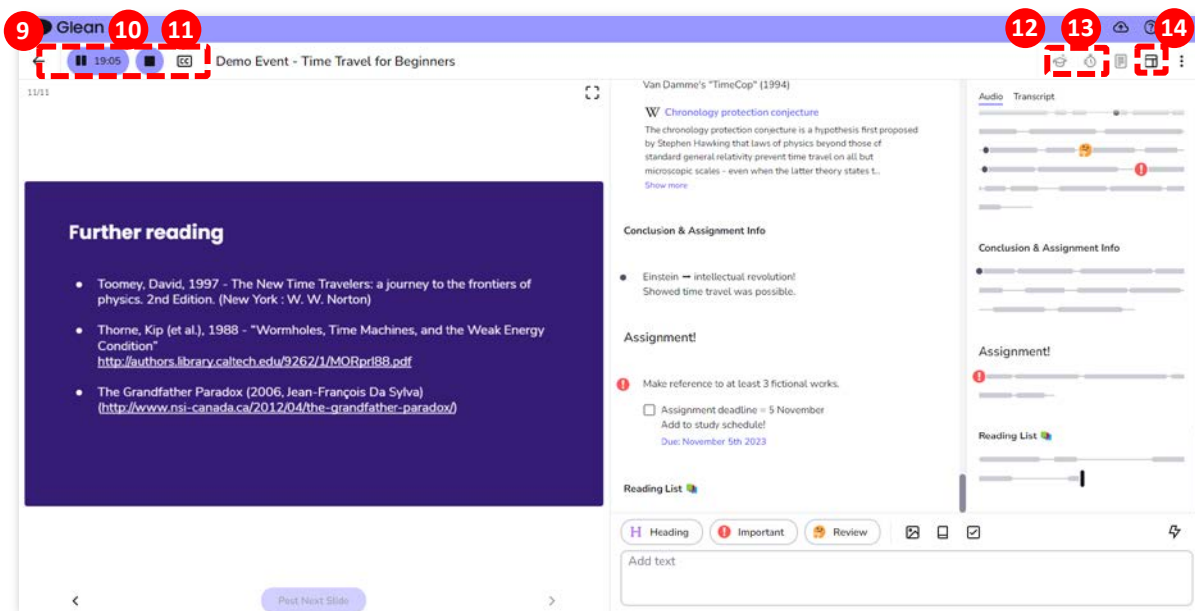 9 Glean 10 11 12 13 14
19:05 CC Demo Event - Time Travel for Beginners
11/11
Further reading
Toomey, David, 1997 - The New Time Travelers: a journey to the frontiers of
physics. 2nd Edition. (New York : W. W. Norton)
Thorne, Kip (et al.), 1988 - "Wormholes, Time Machines, and the Weak Energy
Condition"
http://authors.library.caltech.edu/9262/1/MORprl88.pdf
The Grandfather Paradox (2006, Jean-François Da Sylva)
(http://www.nsi-canada.ca/2012/04/the-grandfather-paradox/)
Post Next Slide
Van Damme's "TimeCop" (1994)
W Chronology protection conjecture
The chronology protection conjecture is a hypothesis first proposed
by Stephen Hawking that laws of physics beyond those of
standard general relativity prevent time travel on all but
microscopic scales - even when the latter theory states t...
Show more
Conclusion & Assignment Info
Einstein ➞ intellectual revolution!
Showed time travel was possible.
Assignment!
Make reference to at least 3 fictional works.
Assignment deadline = 5 November
Add to study schedule!
Due: November 5th 2023
Reading List 📚
H Heading ! Important 🤔 Review
Add text
Audio Transcript
Conclusion & Assignment Info
Assignment!
Reading List 📚